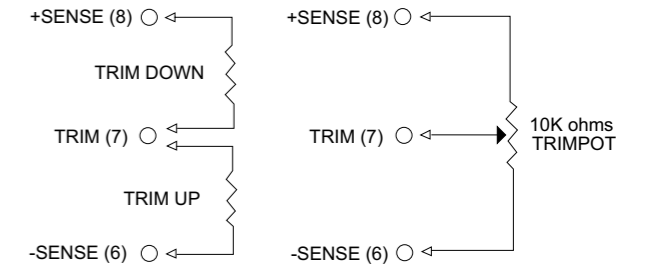 +SENSE (8)
TRIM DOWN
TRIM (7)
TRIM UP
-SENSE (6)
+SENSE (8)
TRIM (7)
10K ohms
TRIMPOT
-SENSE (6)